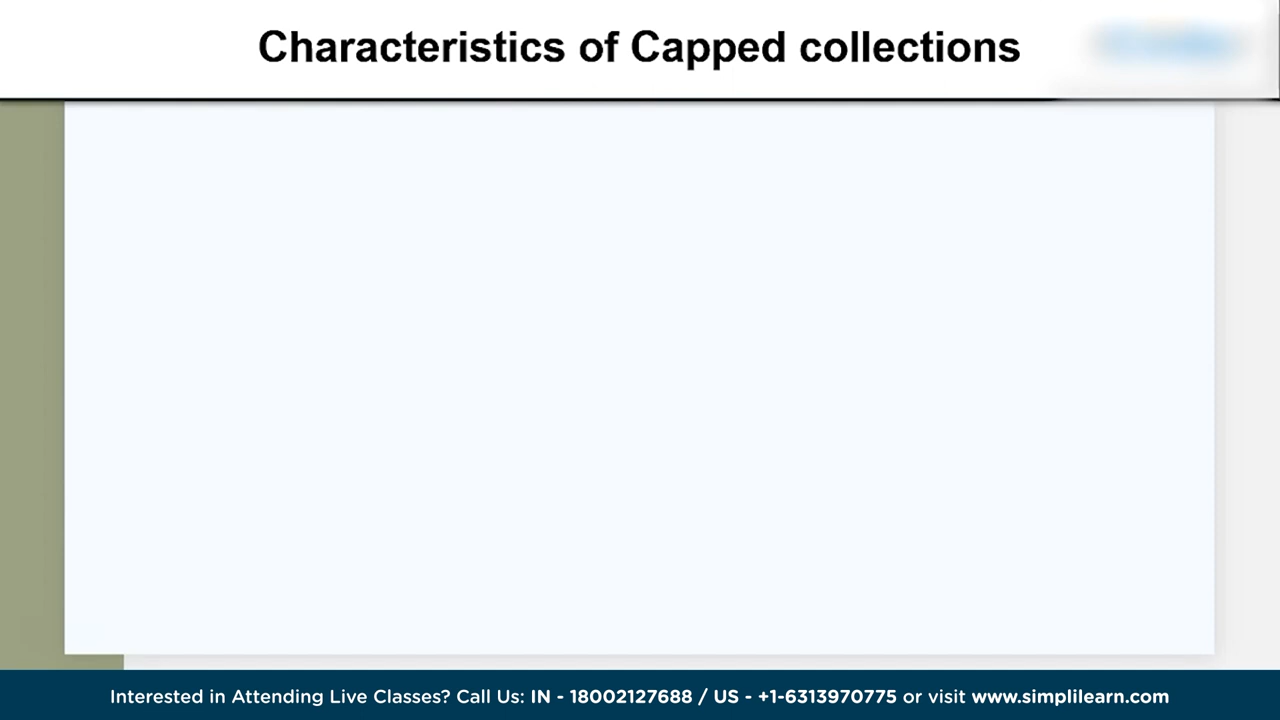 Characteristics of Capped collections
Interested in Attending Live Classes? Call Us: IN - 18002127688 / US - +1-6313970775 or visit www.simplilearn.com